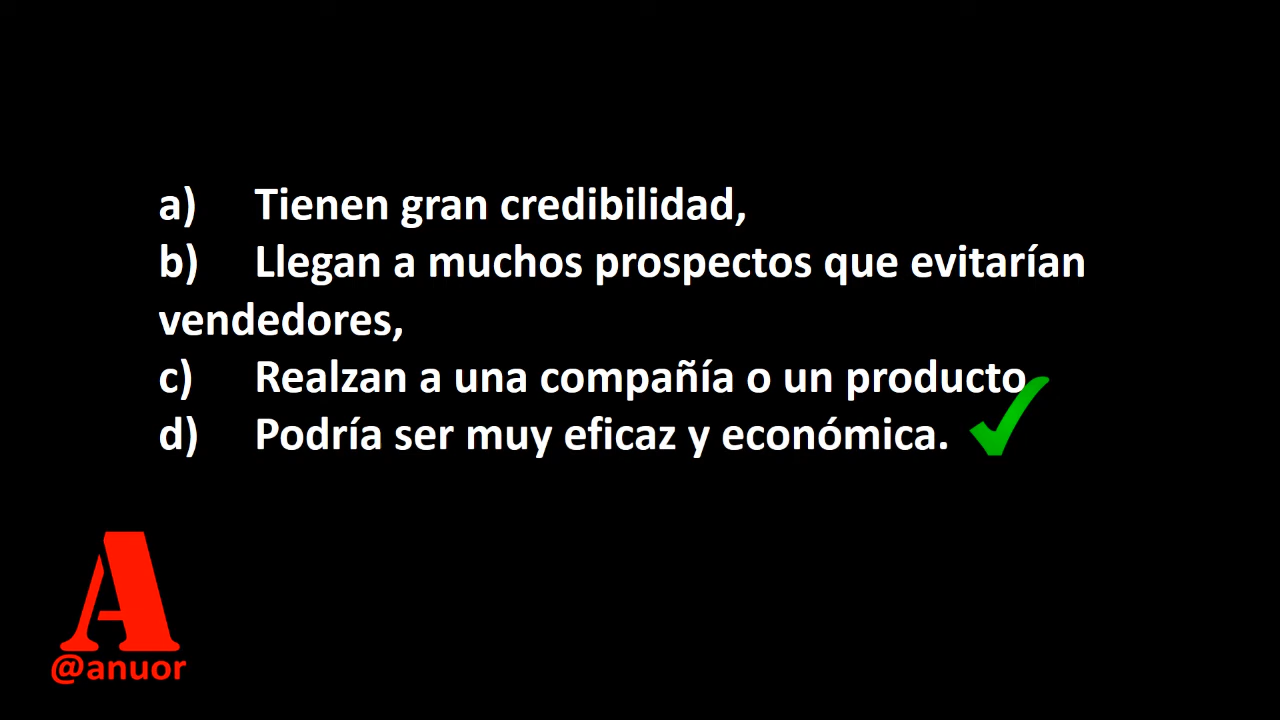 a) Tienen gran credibilidad,
b) Llegan a muchos prospectos que evitarían
vendedores,
c) Realzan a una compañía o un producto
d) Podría ser muy eficaz y económica.
A
@anuor